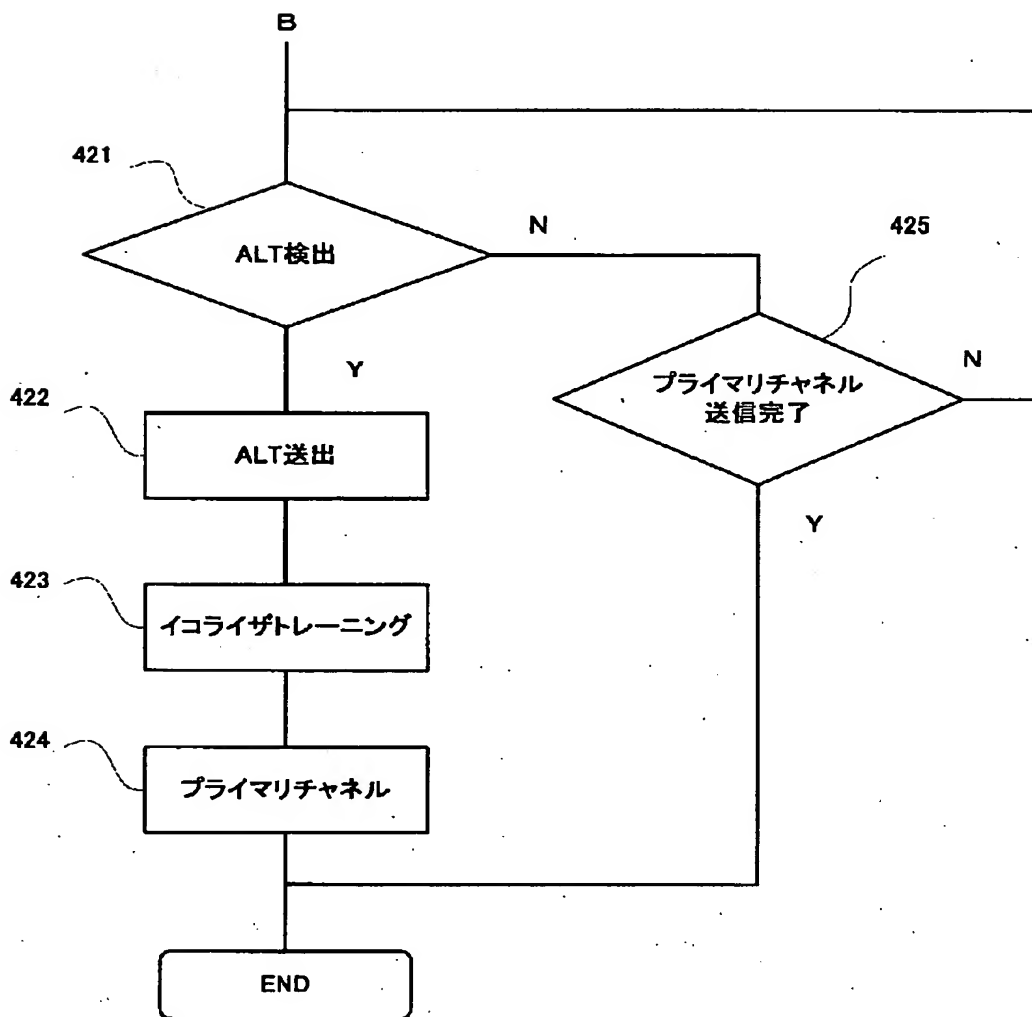 B
421
ALT検出
N
425
Y
プライマリチャネル
送信完了
N
422
ALT送出
Y
423
イコライザトレーニング
424
プライマリチャネル
END